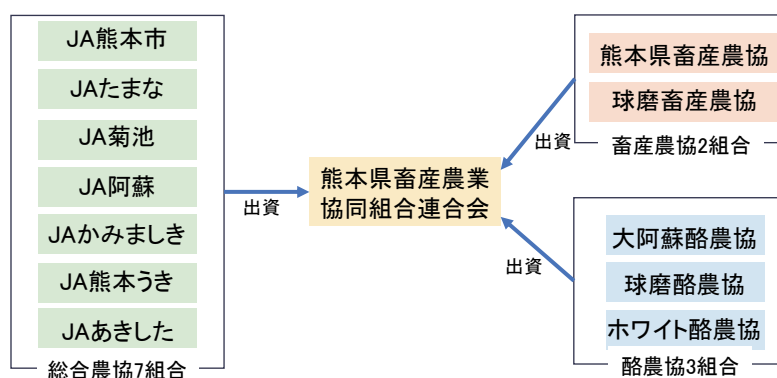 JA熊本市
JAたまな
JA菊池
JA阿蘇
JAかみましき
JA熊本うき
JAあきした
総合農協7組合
出資
熊本県畜産農業
協同組合連合会
熊本県畜産農協
球磨畜産農協
畜産農協2組合
出資
大阿蘇酪農協
球磨酪農協
ホワイト酪農協
酪農協3組合
出資